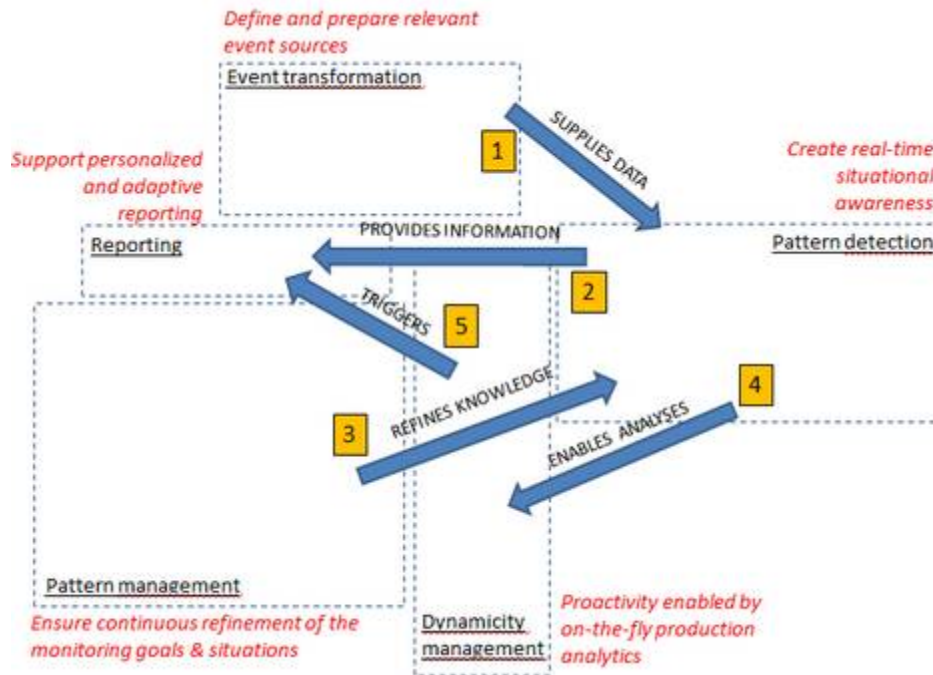 Define and prepare relevant
event sources
Event transformation
1
SUPPLIES DATA
Support personalized
and adaptive
reporting
Create real-time
situational
awareness
Reporting
PROVIDES INFORMATION
Pattern detection
2
TRIGGERS
5
REFINES KNOWLEDGE
3
4
ENABLES ANALYSES
Pattern management
Ensure continuous refinement of the
monitoring goals & situations
Dynamicity
management
Proactivity enabled by
on-the-fly production
analytics